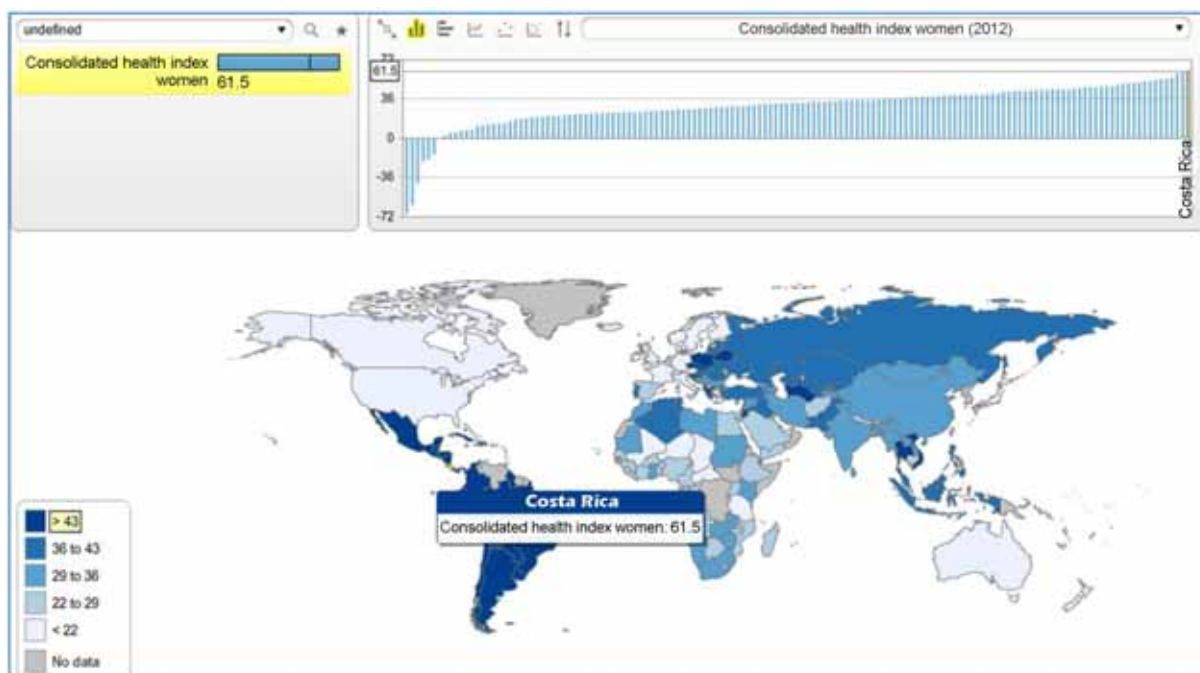 undefined
Consolidated health index
women 61.5
Consolidated health index women (2012)
72
61.5
36
0
-36
-72
Costa Rica
Costa Rica
Consolidated health index women: 61.5
> 43
36 to 43
29 to 36
22 to 29
< 22
No data